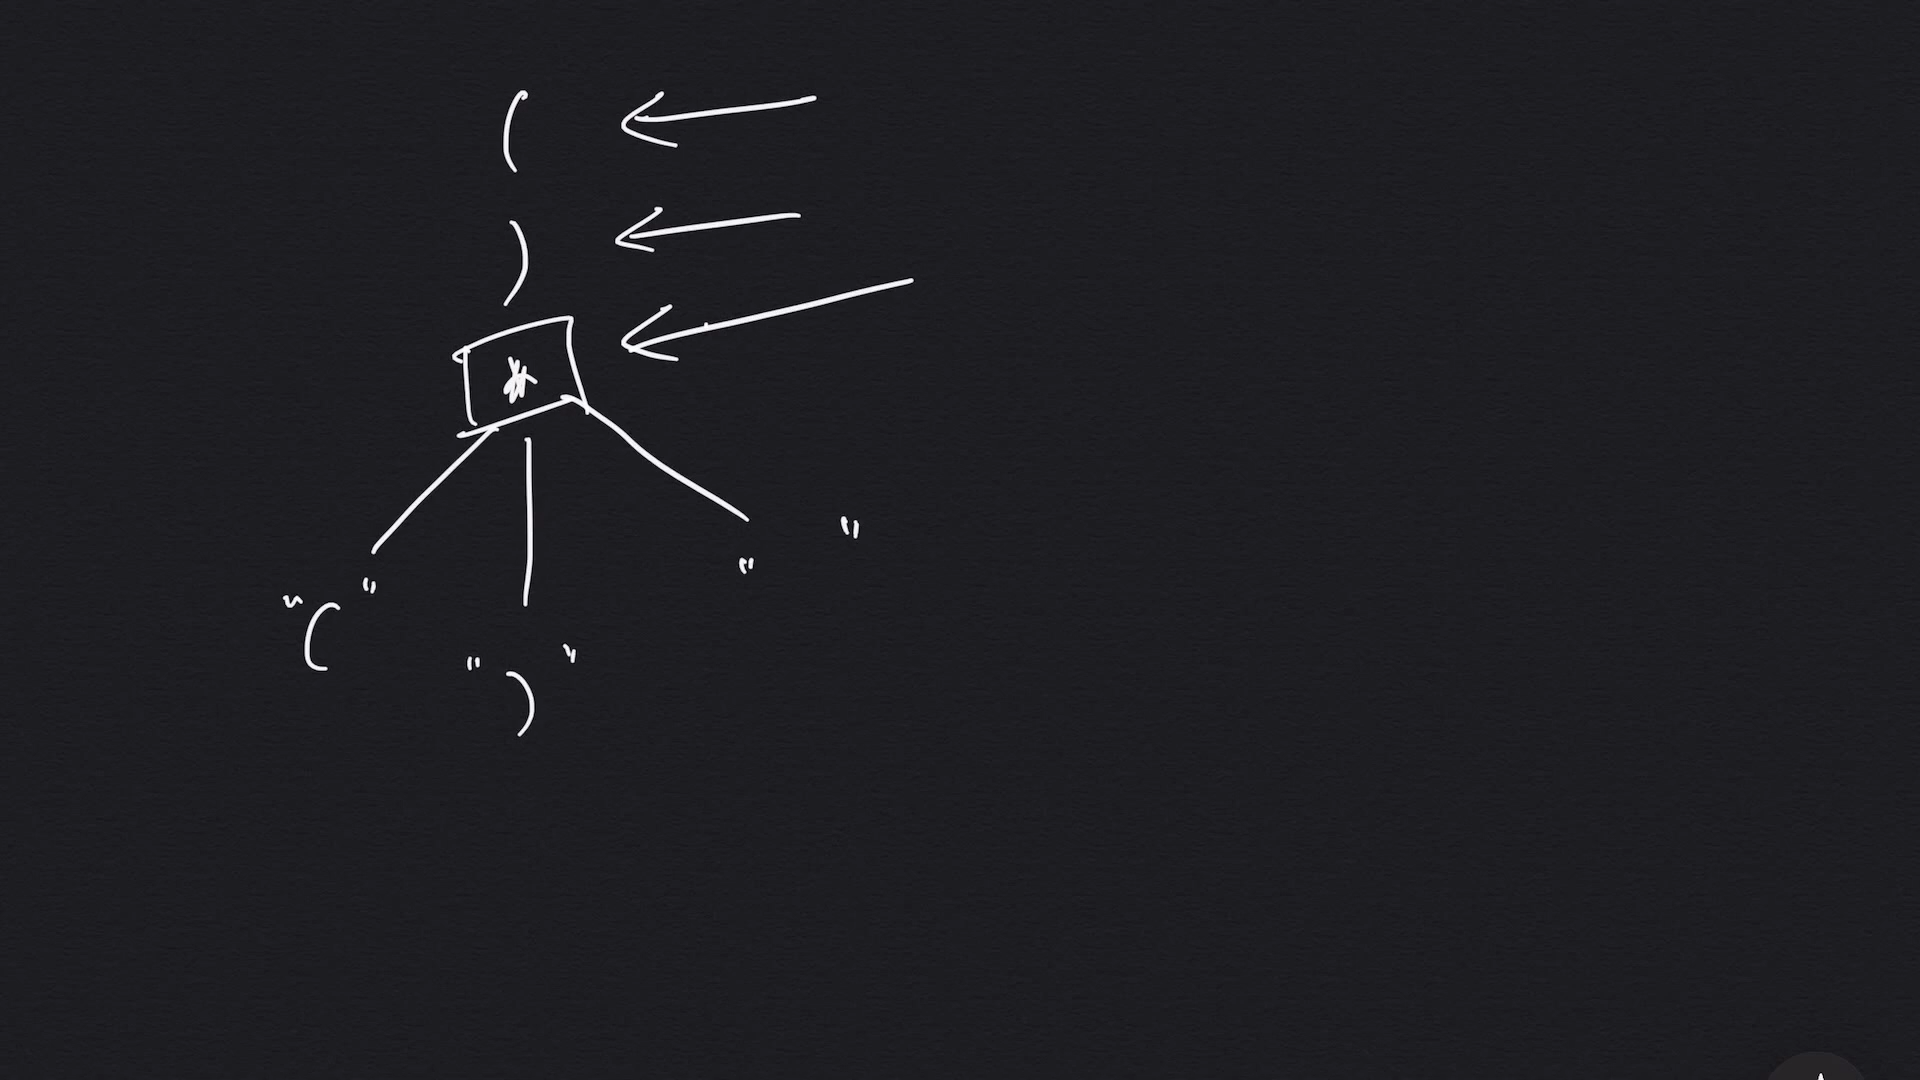 (
)
*
"(" ")" " "